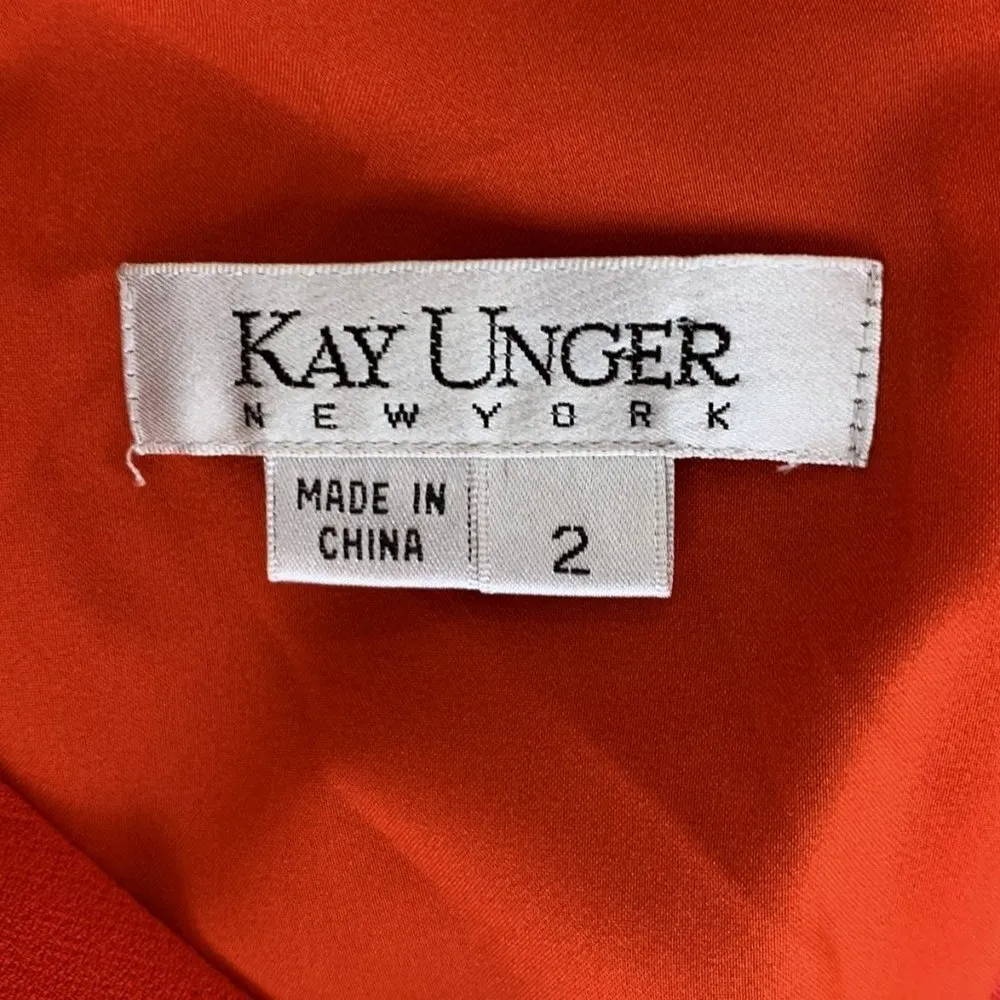 KAY UNGER
NEW YORK
MADE IN
CHINA
2